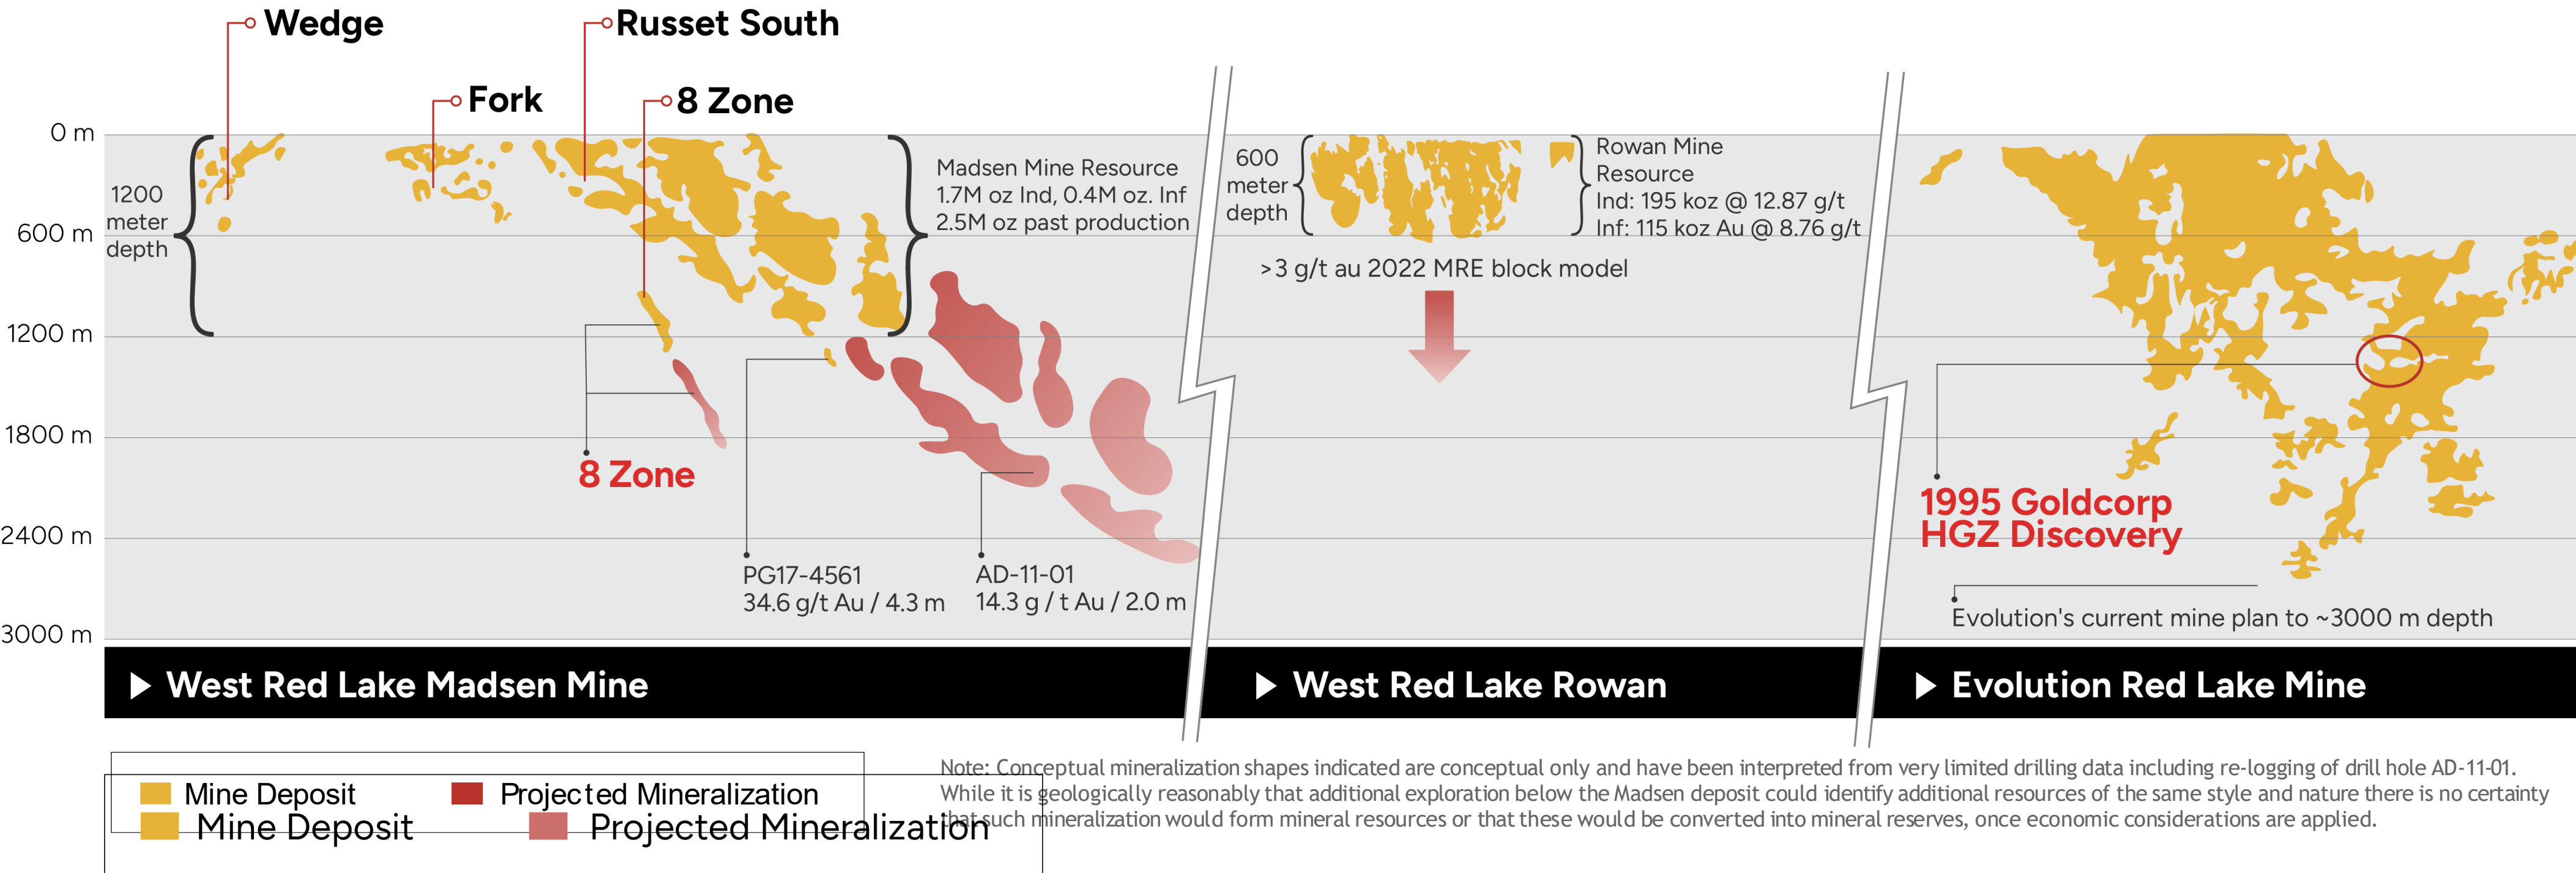 Wedge
Russet South
Fork
8 Zone
0 m
600 m
1200 m
1800 m
2400 m
3000 m
1200
meter
depth
Madsen Mine Resource
1.7M oz Ind, 0.4M oz. Inf
2.5M oz past production
8 Zone
PG17-4561
34.6 g/t Au / 4.3 m
AD-11-01
14.3 g / t Au / 2.0 m
600
meter
depth
Rowan Mine
Resource
Ind: 195 koz @ 12.87 g/t
Inf: 115 koz Au @ 8.76 g/t
>3 g/t au 2022 MRE block model
1995 Goldcorp
HGZ Discovery
Evolution's current mine plan to ~3000 m depth
West Red Lake Madsen Mine
West Red Lake Rowan
Evolution Red Lake Mine
Mine Deposit
Projected Mineralization
Mine Deposit
Projected Mineralization
Note: Conceptual mineralization shapes indicated are conceptual only and have been interpreted from very limited drilling data including re-logging of drill hole AD-11-01.
While it is geologically reasonably that additional exploration below the Madsen deposit could identify additional resources of the same style and nature there is no certainty
that such mineralization would form mineral resources or that these would be converted into mineral reserves, once economic considerations are applied.